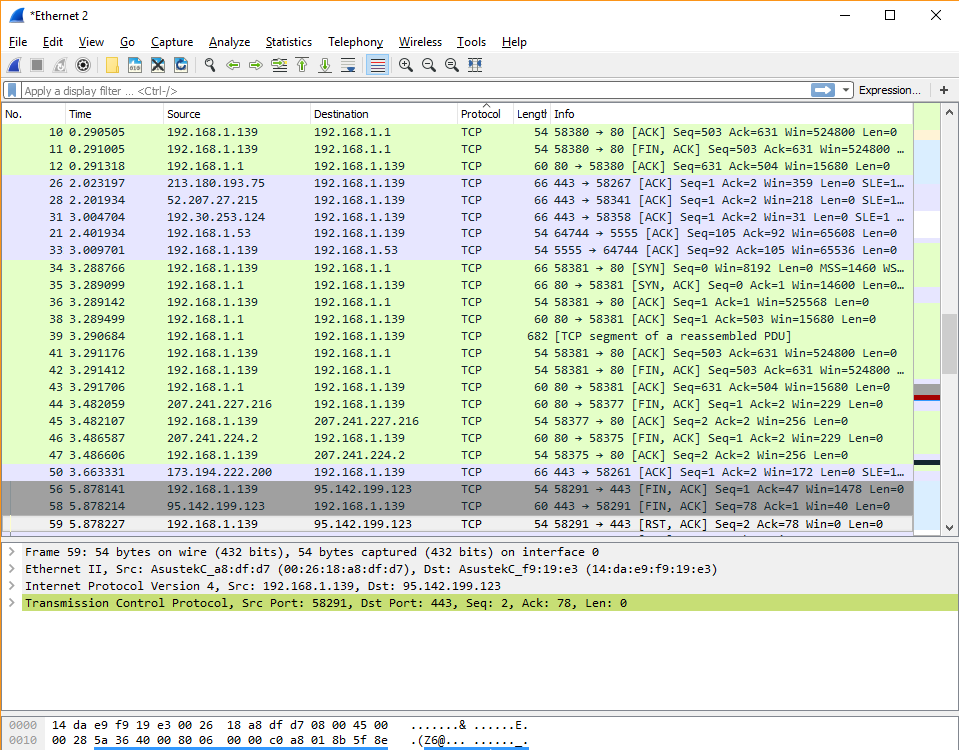 *Ethernet 2
File Edit View Go Capture Analyze Statistics Telephony Wireless Tools Help
Apply a display filter ... <Ctrl-/> Expression... +
No. Time Source Destination Protocol Length Info
10 0.290505 192.168.1.139 192.168.1.1 TCP 54 58380 → 80 [ACK] Seq=503 Ack=631 Win=524800 Len=0
11 0.291005 192.168.1.139 192.168.1.1 TCP 54 58380 → 80 [FIN, ACK] Seq=503 Ack=631 Win=524800 …
12 0.291318 192.168.1.1 192.168.1.139 TCP 60 80 → 58380 [ACK] Seq=631 Ack=504 Win=15680 Len=0
26 2.023197 213.180.193.75 192.168.1.139 TCP 66 443 → 58267 [ACK] Seq=1 Ack=2 Win=359 Len=0 SLE=1…
28 2.201934 52.207.27.215 192.168.1.139 TCP 66 443 → 58341 [ACK] Seq=1 Ack=2 Win=218 Len=0 SLE=1…
31 3.004704 192.30.253.124 192.168.1.139 TCP 66 443 → 58358 [ACK] Seq=1 Ack=2 Win=31 Len=0 SLE=1 …
21 2.401934 192.168.1.53 192.168.1.139 TCP 54 64744 → 5555 [ACK] Seq=105 Ack=92 Win=65608 Len=0
33 3.009701 192.168.1.139 192.168.1.53 TCP 54 5555 → 64744 [ACK] Seq=92 Ack=105 Win=65536 Len=0
34 3.288766 192.168.1.139 192.168.1.1 TCP 66 58381 → 80 [SYN] Seq=0 Win=8192 Len=0 MSS=1460 WS…
35 3.289099 192.168.1.1 192.168.1.139 TCP 66 80 → 58381 [SYN, ACK] Seq=0 Ack=1 Win=14600 Len=0…
36 3.289142 192.168.1.139 192.168.1.1 TCP 54 58381 → 80 [ACK] Seq=1 Ack=1 Win=525568 Len=0
38 3.289499 192.168.1.1 192.168.1.139 TCP 60 80 → 58381 [ACK] Seq=1 Ack=503 Win=15680 Len=0
39 3.290684 192.168.1.1 192.168.1.139 TCP 682 [TCP segment of a reassembled PDU]
41 3.291176 192.168.1.139 192.168.1.1 TCP 54 58381 → 80 [ACK] Seq=503 Ack=631 Win=524800 Len=0
42 3.291412 192.168.1.139 192.168.1.1 TCP 54 58381 → 80 [FIN, ACK] Seq=503 Ack=631 Win=524800 …
43 3.291706 192.168.1.1 192.168.1.139 TCP 60 80 → 58381 [ACK] Seq=631 Ack=504 Win=15680 Len=0
44 3.482059 207.241.227.216 192.168.1.139 TCP 60 80 → 58377 [FIN, ACK] Seq=1 Ack=2 Win=229 Len=0
45 3.482107 192.168.1.139 207.241.227.216 TCP 54 58377 → 80 [ACK] Seq=2 Ack=2 Win=256 Len=0
46 3.486587 207.241.224.2 192.168.1.139 TCP 60 80 → 58375 [FIN, ACK] Seq=1 Ack=2 Win=229 Len=0
47 3.486606 192.168.1.139 207.241.224.2 TCP 54 58375 → 80 [ACK] Seq=2 Ack=2 Win=256 Len=0
50 3.663331 173.194.222.200 192.168.1.139 TCP 66 443 → 58261 [ACK] Seq=1 Ack=2 Win=172 Len=0 SLE=1…
56 5.878141 192.168.1.139 95.142.199.123 TCP 54 58291 → 443 [FIN, ACK] Seq=1 Ack=47 Win=1478 Len=0
58 5.878214 95.142.199.123 192.168.1.139 TCP 60 443 → 58291 [FIN, ACK] Seq=78 Ack=1 Win=40 Len=0
59 5.878227 192.168.1.139 95.142.199.123 TCP 54 58291 → 443 [RST, ACK] Seq=2 Ack=78 Win=0 Len=0
Frame 59: 54 bytes on wire (432 bits), 54 bytes captured (432 bits) on interface 0
Ethernet II, Src: AsustekC_a8:df:d7 (00:26:18:a8:df:d7), Dst: AsustekC_f9:19:e3 (14:da:e9:f9:19:e3)
Internet Protocol Version 4, Src: 192.168.1.139, Dst: 95.142.199.123
Transmission Control Protocol, Src Port: 58291, Dst Port: 443, Seq: 2, Ack: 78, Len: 0
0000 14 da e9 f9 19 e3 00 26 18 a8 df d7 08 00 45 00 .......& ......E.
0010 00 28 5a 36 40 00 80 06 00 00 c0 a8 01 8b 5f 8e .(Z6@... ......_.